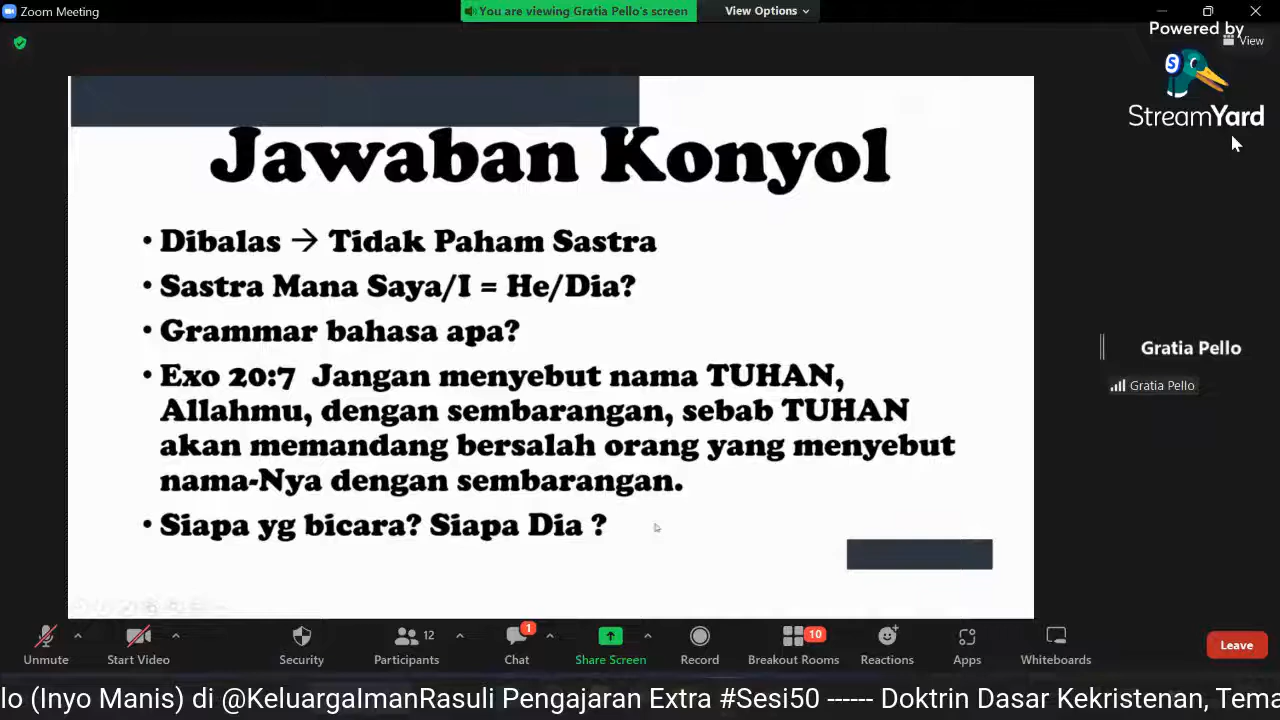 Zoom Meeting
You are viewing Gratia Pello's screen
View Options
Powered by
View
S
StreamYard
Jawaban Konyol
• Dibalas → Tidak Paham Sastra
• Sastra Mana Saya/I = He/Dia?
• Grammar bahasa apa?
• Exo 20:7 Jangan menyebut nama TUHAN,
Allahmu, dengan sembarangan, sebab TUHAN
akan memandang bersalah orang yang menyebut
nama-Nya dengan sembarangan.
• Siapa yg bicara? Siapa Dia ?
Gratia Pello
Gratia Pello
12
1
10
Unmute
Start Video
Security
Participants
Chat
Share Screen
Record
Breakout Rooms
Reactions
Apps
Whiteboards
Leave
lo (Inyo Manis) di @KeluargaImanRasuli Pengajaran Extra #Sesi50 ------ Doktrin Dasar Kekristenan, Tema